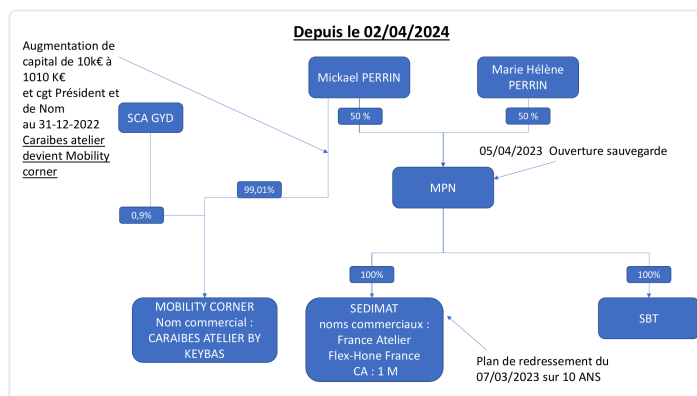 Depuis le 02/04/2024
Augmentation de
capital de 10k€ à
1010 K€
et cgt Président et
de Nom
au 31-12-2022
Caraibes atelier
devient Mobility
corner
Mickael PERRIN
Marie Hélène
PERRIN
SCA GYD
50 %
50 %
05/04/2023 Ouverture sauvegarde
MPN
99,01%
0,9%
100%
100%
MOBILITY CORNER
Nom commercial :
CARAIBES ATELIER BY
KEYBAS
SEDIMAT
noms commerciaux :
France Atelier
Flex-Hone France
CA : 1 M
SBT
Plan de redressement du
07/03/2023 sur 10 ANS